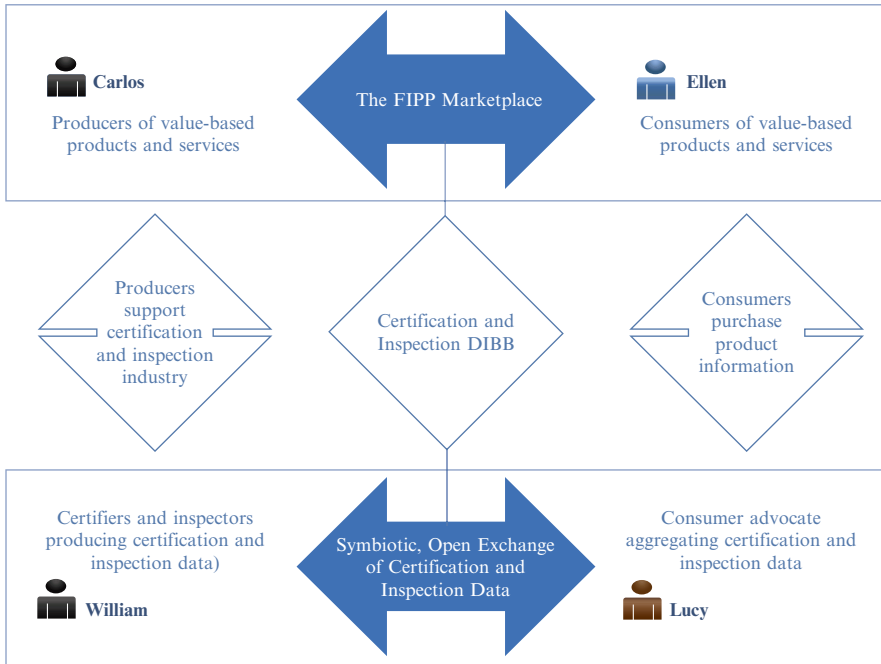 Carlos
Producers of value-based
products and services
The FIPP Marketplace
Ellen
Consumers of value-based
products and services
Producers
support
certification
and inspection
industry
Certification and
Inspection DIBB
Consumers
purchase
product
information
Certifiers and inspectors
producing certification and
inspection data)
William
Symbiotic, Open Exchange
of Certification and
Inspection Data
Consumer advocate
aggregating certification and
inspection data
Lucy